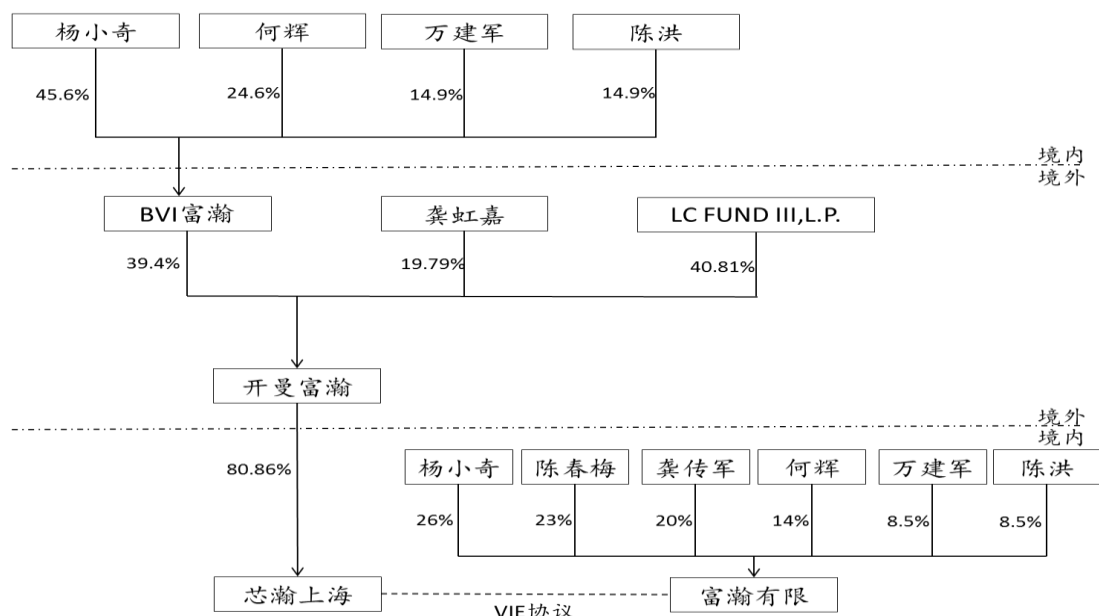 杨小奇
何辉
万建军
陈洪
45.6%
24.6%
14.9%
14.9%
境内
境外
BVI富瀚
龚虹嘉
LC FUND III,L.P.
39.4%
19.79%
40.81%
开曼富瀚
境外
境内
80.86%
杨小奇
陈春梅
龚传军
何辉
万建军
陈洪
26%
23%
20%
14%
8.5%
8.5%
芯瀚上海
富瀚有限
VIE协议